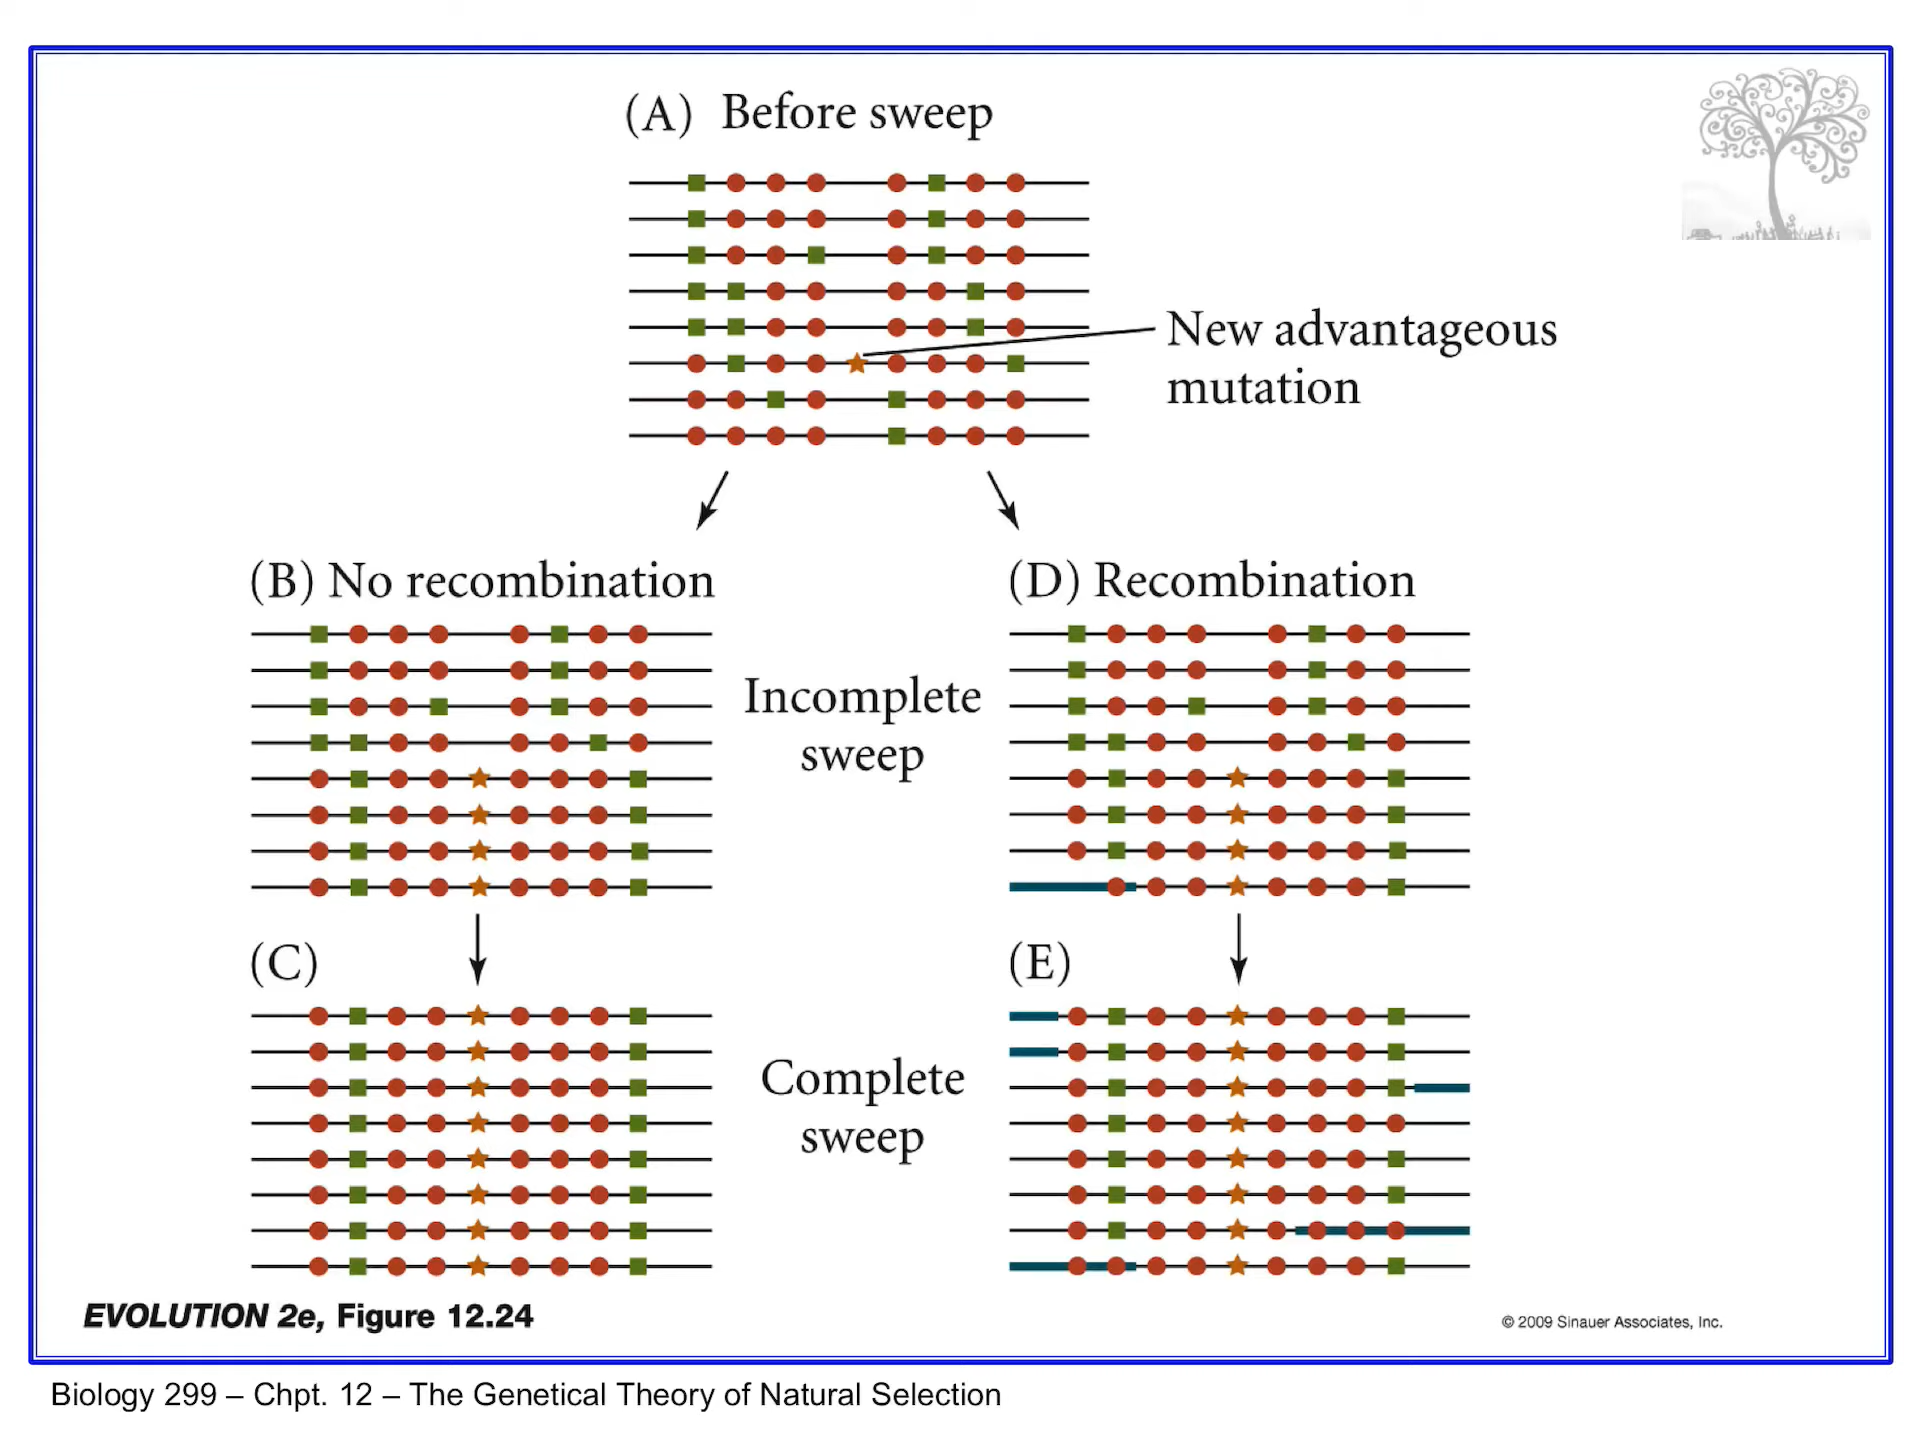 (A) Before sweep
New advantageous
mutation
(B) No recombination
(D) Recombination
Incomplete
sweep
(C)
(E)
Complete
sweep
EVOLUTION 2e, Figure 12.24
© 2009 Sinauer Associates, Inc.
Biology 299 – Chpt. 12 – The Genetical Theory of Natural Selection